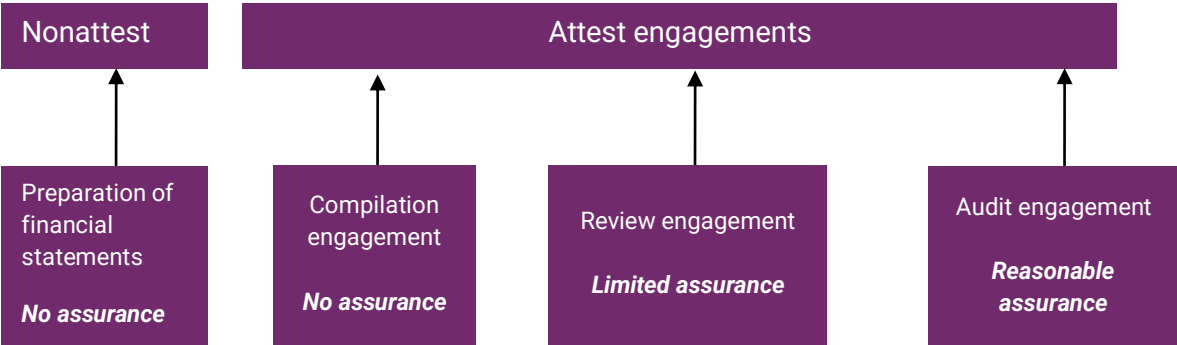 Nonattest
Attest engagements
Preparation of
financial
statements
No assurance
Compilation
engagement
No assurance
Review engagement
Limited assurance
Audit engagement
Reasonable
assurance